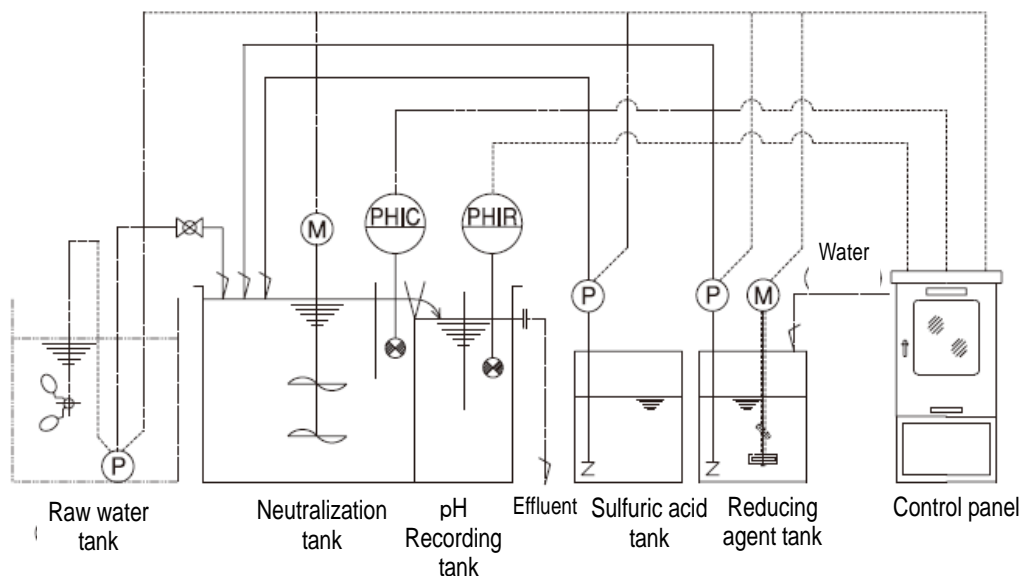 M
PHIC
PHIR
Water
P
P
M
P
Raw water
tank
Neutralization
tank
pH
Recording
tank
Effluent
Sulfuric acid
tank
Reducing
agent tank
Control panel